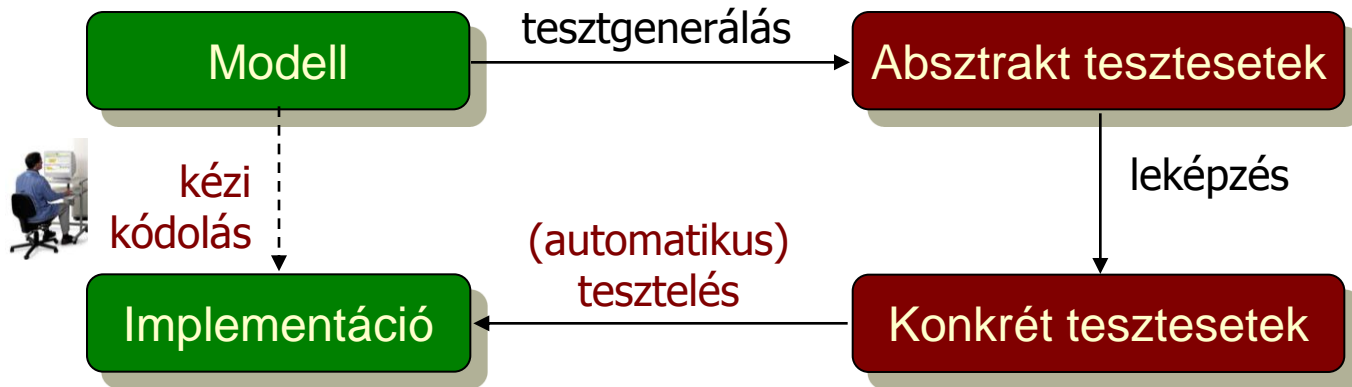 Modell
tesztgenerálás
Absztrakt tesztesetek
kézi
kódolás
leképzés
(automatikus)
tesztelés
Implementáció
Konkrét tesztesetek